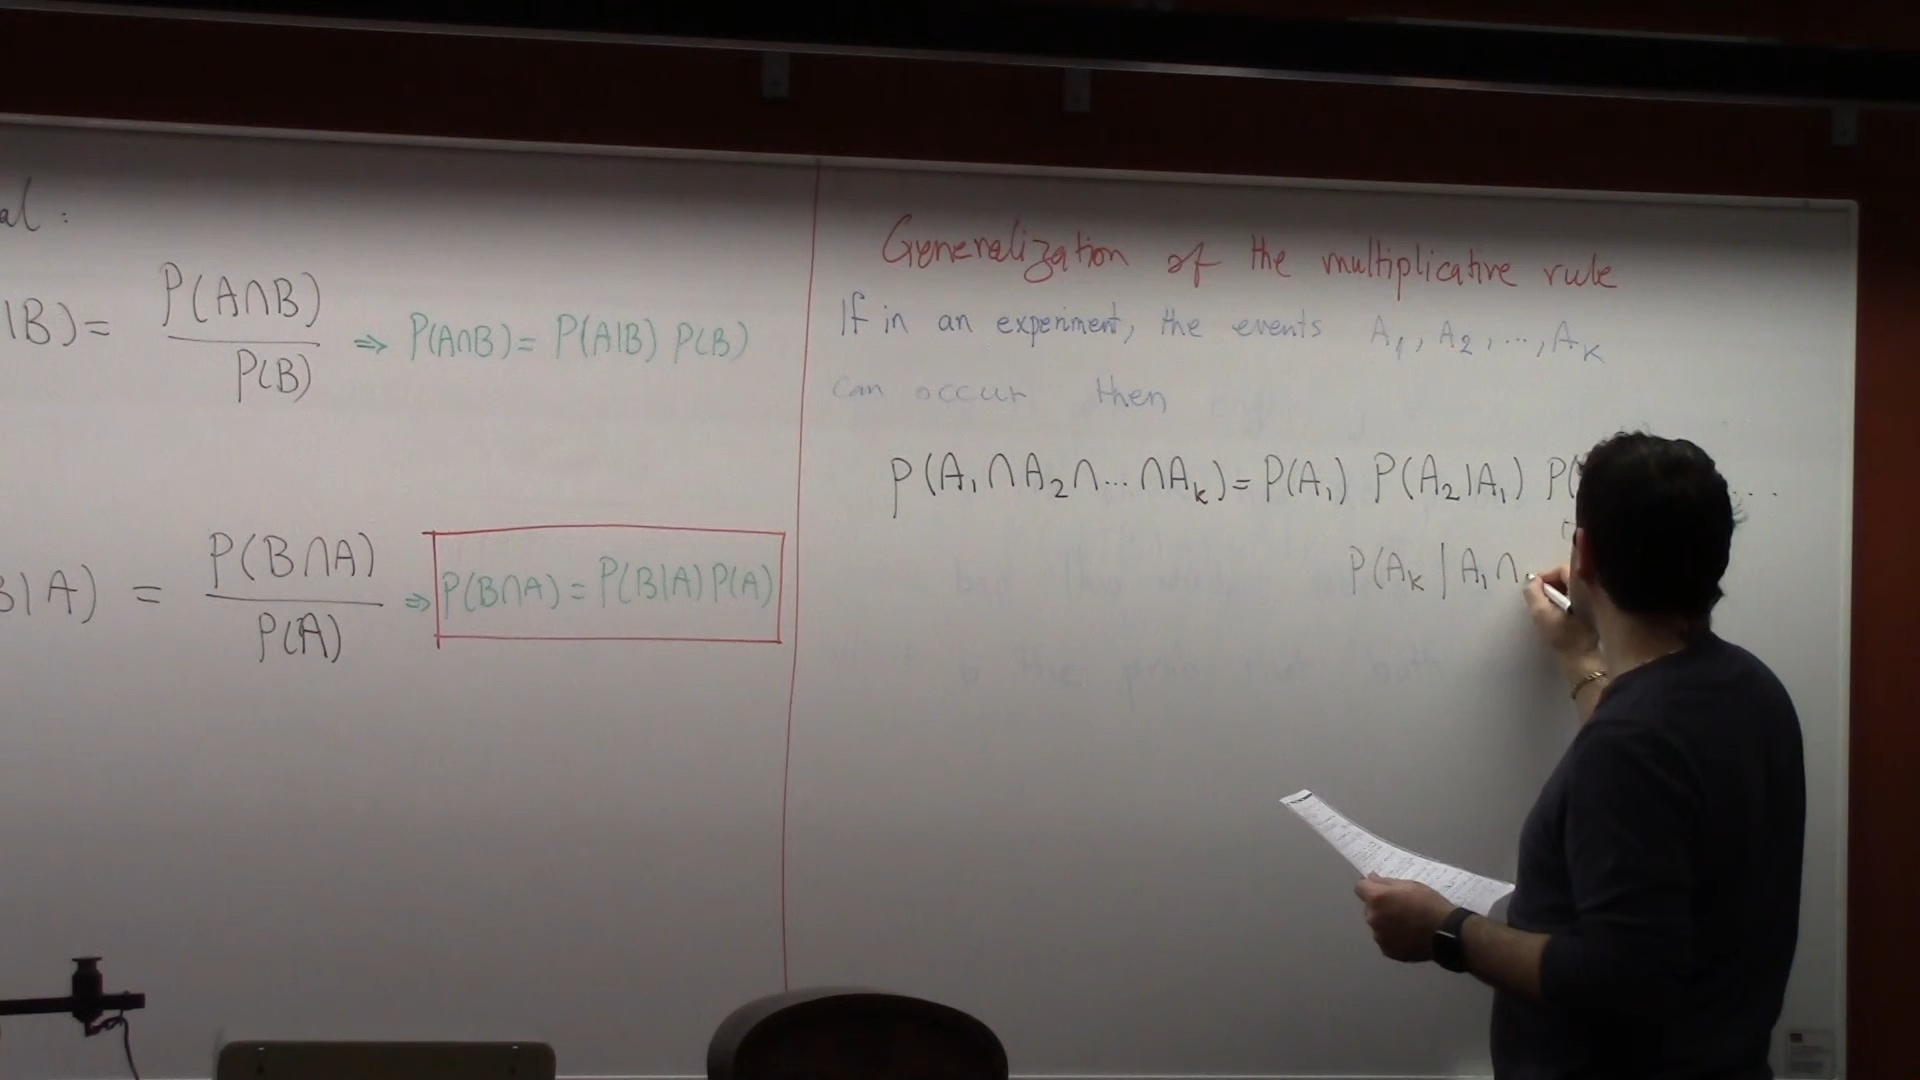 al :
|B) = P(A∩B) / P(B) ⇒ P(A∩B) = P(A|B) P(B)
B|A) = P(B∩A) / P(A) ⇒ P(B∩A) = P(B|A) P(A)
Generalization of the multiplicative rule
If in an experiment, the events A₁, A₂, ..., Aₖ
can occur then
P(A₁∩A₂∩...∩Aₖ) = P(A₁) P(A₂|A₁) P( ...
P(Aₖ | A₁∩